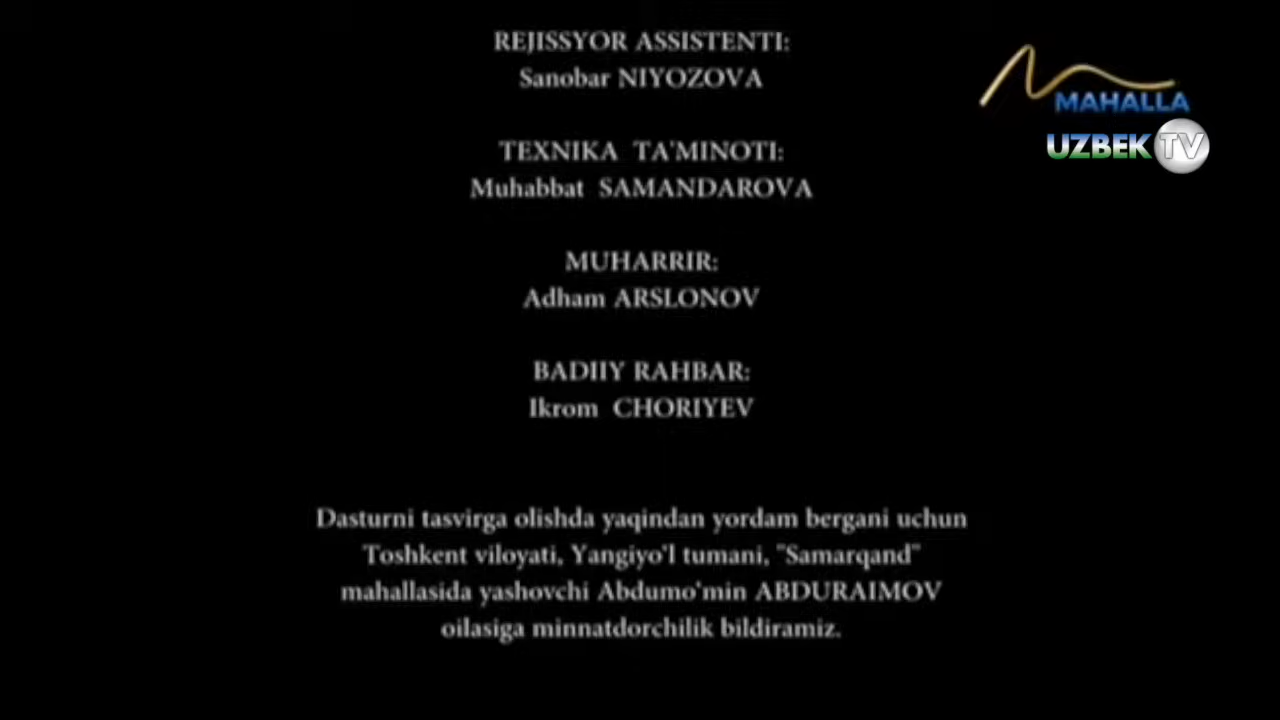 REJISSYOR ASSISTENTI:
Sanobar NIYOZOVA
TEXNIKA TA'MINOTI:
Muhabbat SAMANDAROVA
MUHARRIR:
Adham ARSLONOV
BADIIY RAHBAR:
Ikrom CHORIYEV
Dasturni tasvirga olishda yaqindan yordam bergani uchun
Toshkent viloyati, Yangiyo'l tumani, "Samarqand"
mahallasida yashovchi Abdumo'min ABDURAIMOV
oilasiga minnatdorchilik bildiramiz.
MAHALLA
UZBEK TV